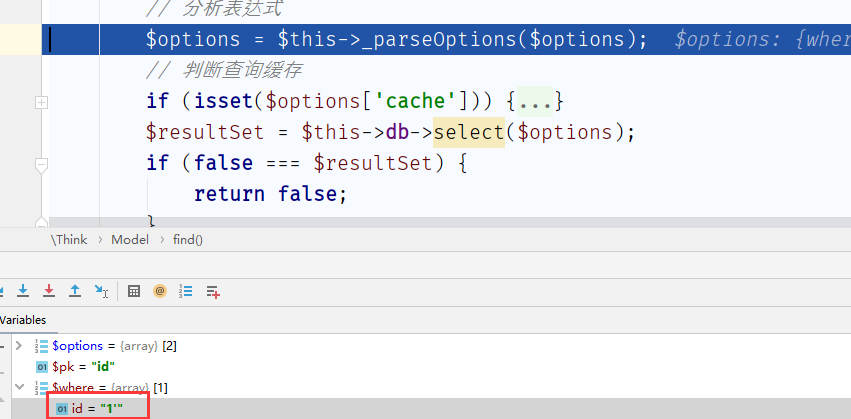 // 分析表达式
$options = $this->_parseOptions($options); $options: {wher
// 判断查询缓存
if (isset($options['cache'])) {...}
$resultSet = $this->db->select($options);
if (false === $resultSet) {
return false;
}
\Think > Model > find()
Variables
$options = {array} [2]
$pk = "id"
$where = {array} [1]
id = "1'"